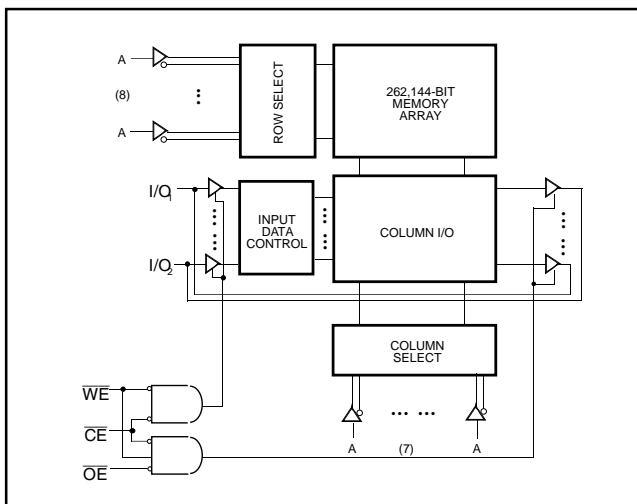 A
(8)
A
ROW SELECT
262,144-BIT
MEMORY
ARRAY
I/O1
I/O2
INPUT
DATA
CONTROL
COLUMN I/O
COLUMN
SELECT
WE
CE
OE
A
(7)
A